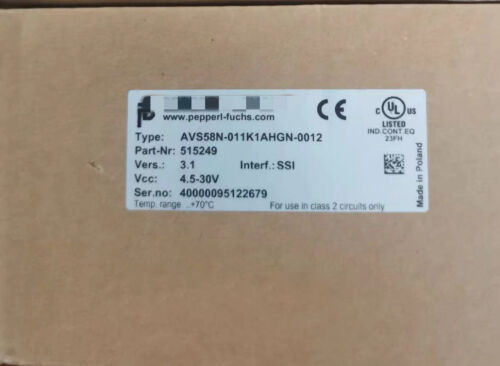 www.pepperl-fuchs.com
Type: AVS58N-011K1AHGN-0012
Part-Nr: 515249
Vers.: 3.1 Interf.: SSI
Vcc: 4.5-30V
Ser.no: 40000095122679
Temp. range ..+70°C For use in class 2 circuits only
CE
C UL US
LISTED
IND.CONT.EQ
23FH
Made in Poland